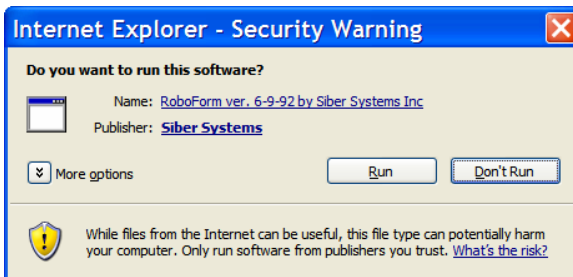 Internet Explorer - Security Warning
Do you want to run this software?
Name: RoboForm ver. 6-9-92 by Siber Systems Inc
Publisher: Siber Systems
More options
Run
Don't Run
While files from the Internet can be useful, this file type can potentially harm
your computer. Only run software from publishers you trust. What's the risk?